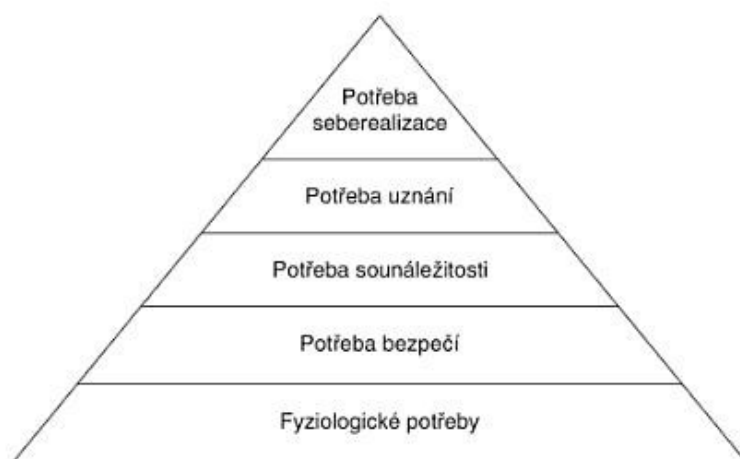 Potřeba
seberealizace
Potřeba uznání
Potřeba sounáležitosti
Potřeba bezpečí
Fyziologické potřeby